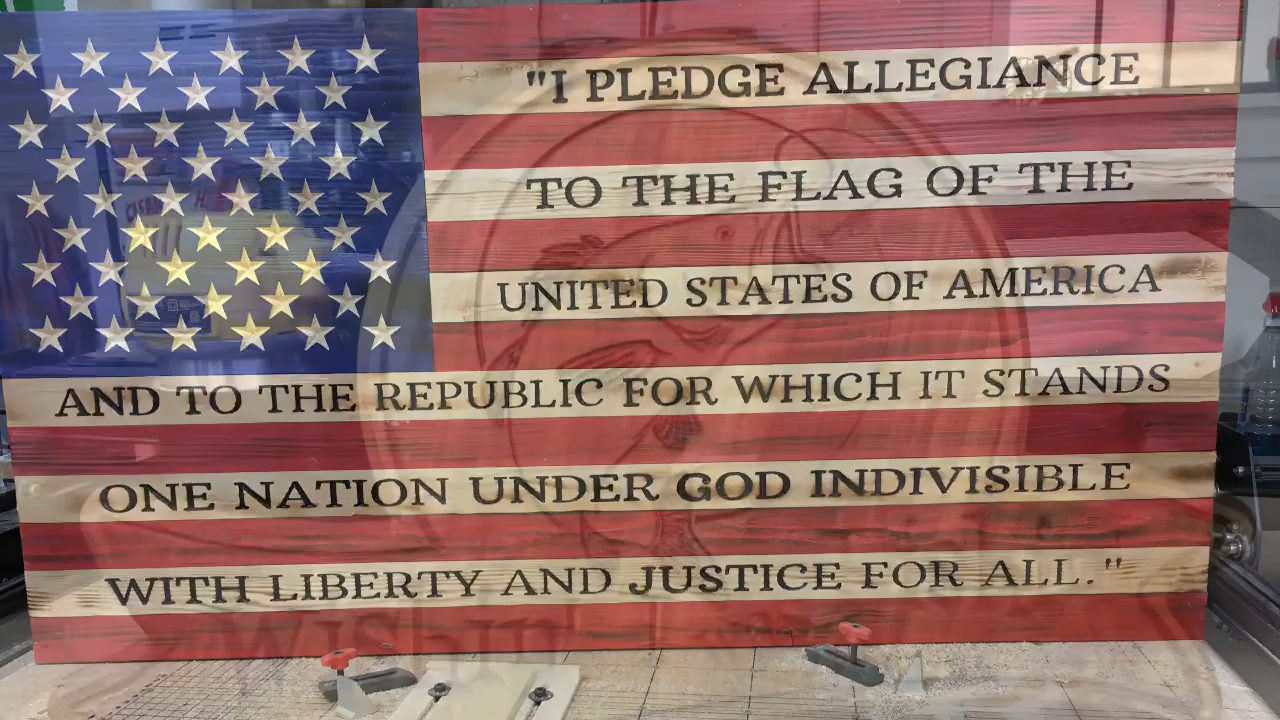 "I PLEDGE ALLEGIANCE
TO THE FLAG OF THE
UNITED STATES OF AMERICA
AND TO THE REPUBLIC FOR WHICH IT STANDS
ONE NATION UNDER GOD INDIVISIBLE
WITH LIBERTY AND JUSTICE FOR ALL."
WIShIN